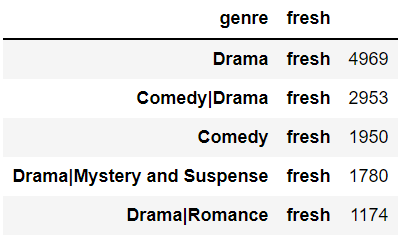 genre fresh
Drama fresh 4969
Comedy|Drama fresh 2953
Comedy fresh 1950
Drama|Mystery and Suspense fresh 1780
Drama|Romance fresh 1174